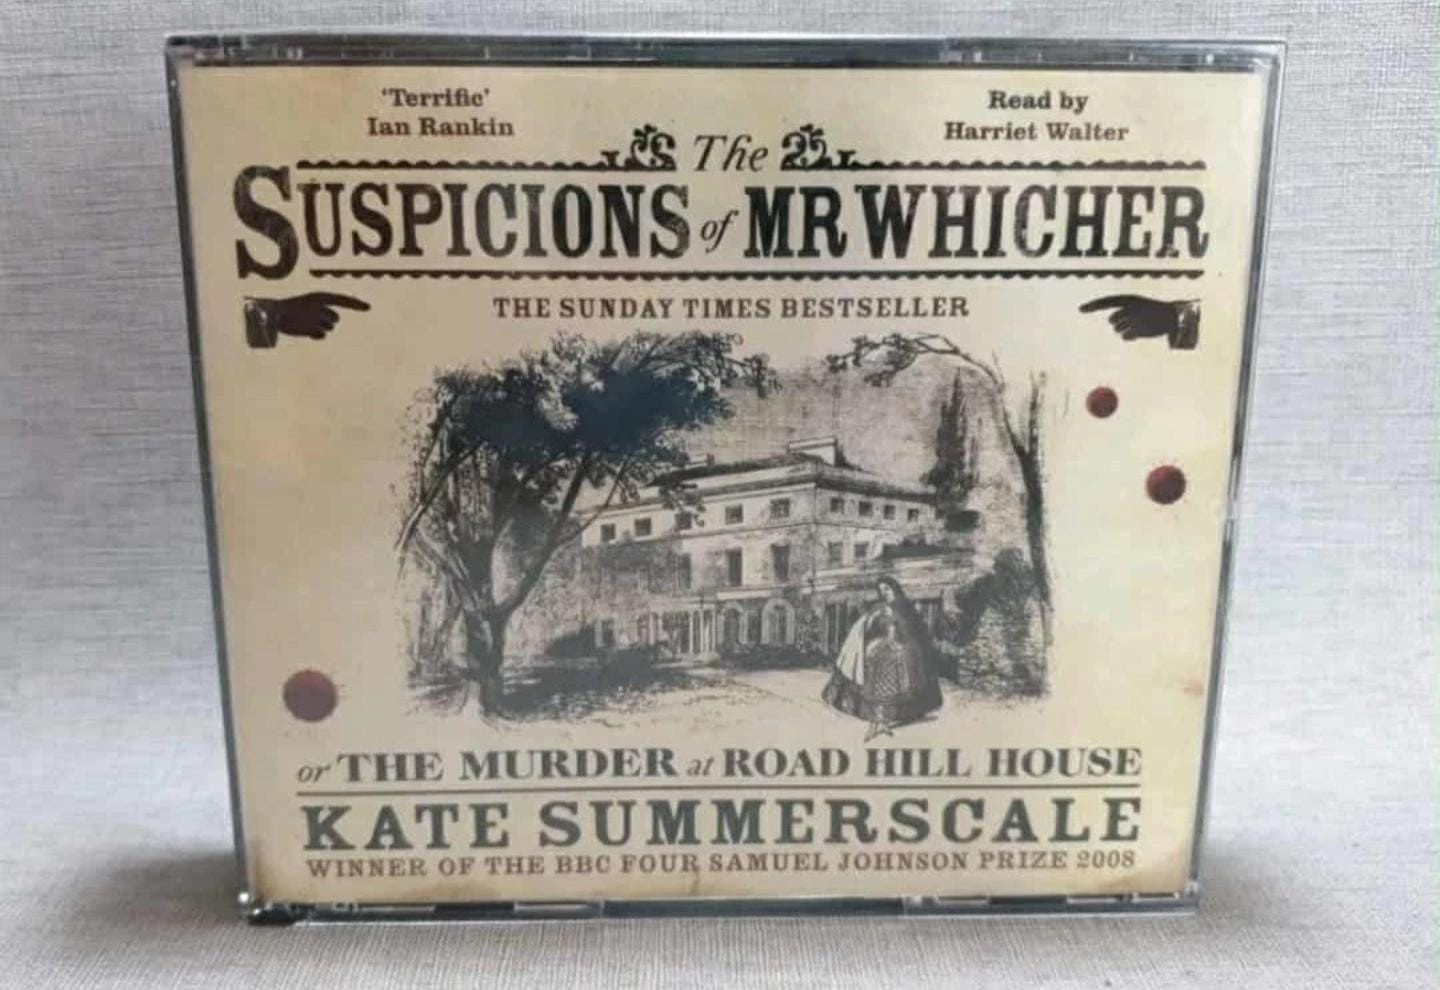 'Terrific'
Ian Rankin
Read by
Harriet Walter
The
SUSPICIONS of MR WHICHER
THE SUNDAY TIMES BESTSELLER
or THE MURDER at ROAD HILL HOUSE
KATE SUMMERSCALE
WINNER OF THE BBC FOUR SAMUEL JOHNSON PRIZE 2008